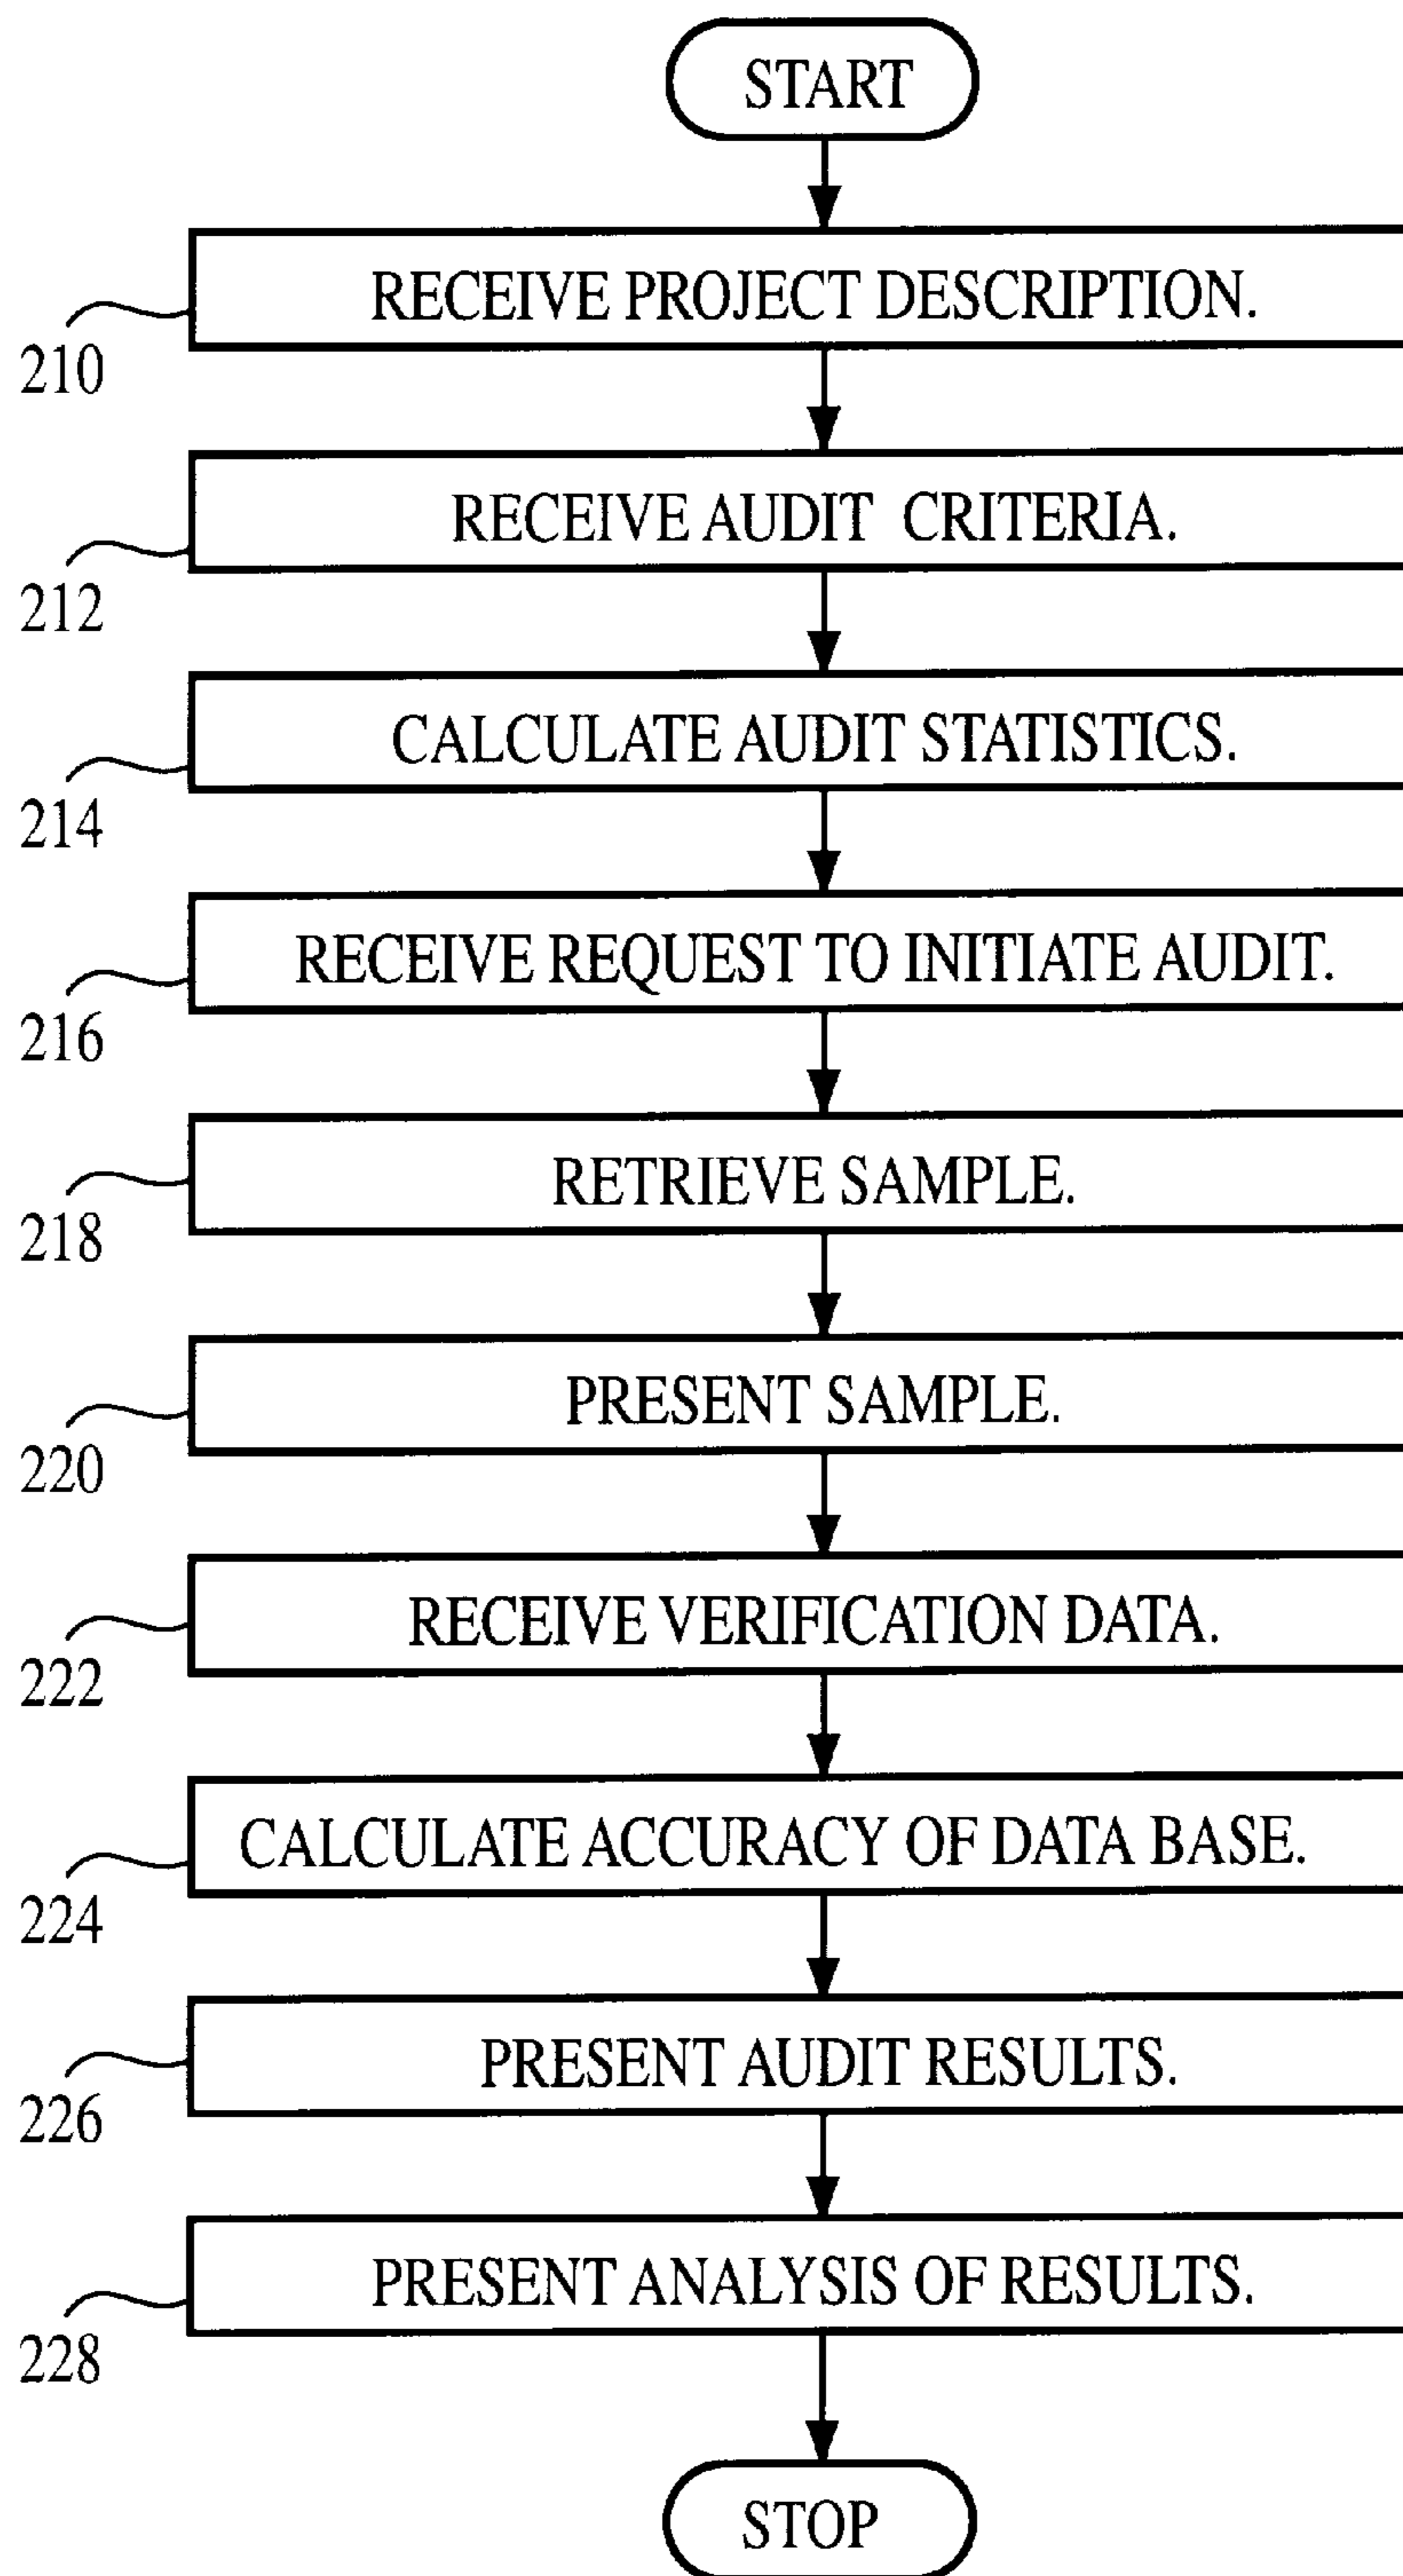 START
RECEIVE PROJECT DESCRIPTION.
210
RECEIVE AUDIT CRITERIA.
212
CALCULATE AUDIT STATISTICS.
214
RECEIVE REQUEST TO INITIATE AUDIT.
216
RETRIEVE SAMPLE.
218
PRESENT SAMPLE.
220
RECEIVE VERIFICATION DATA.
222
CALCULATE ACCURACY OF DATA BASE.
224
PRESENT AUDIT RESULTS.
226
PRESENT ANALYSIS OF RESULTS.
228
STOP